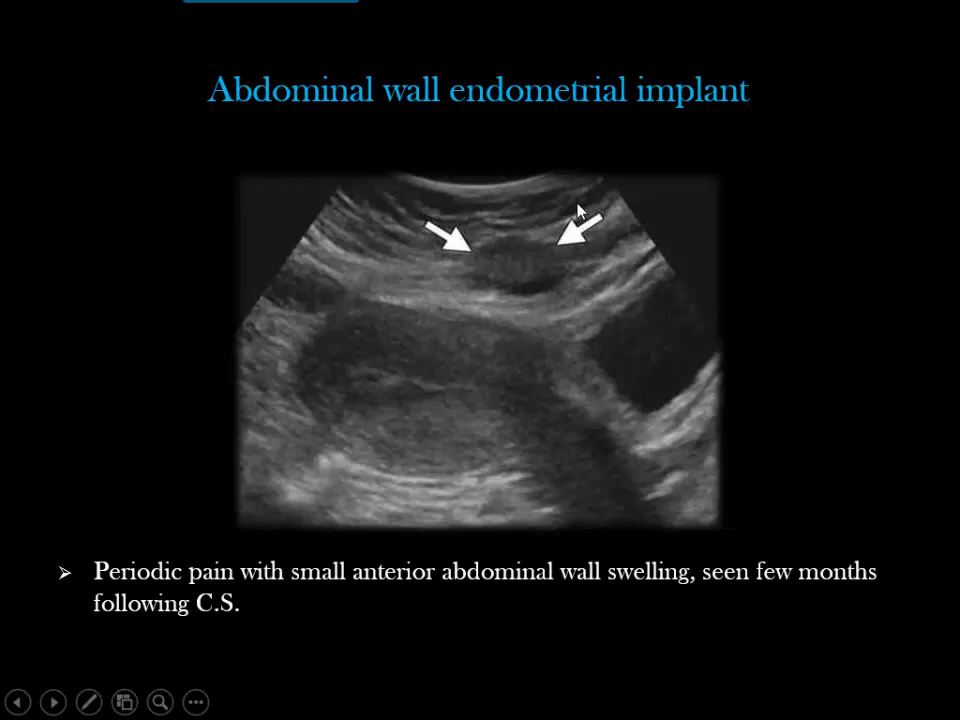 Abdominal wall endometrial implant
Periodic pain with small anterior abdominal wall swelling, seen few months
following C.S.